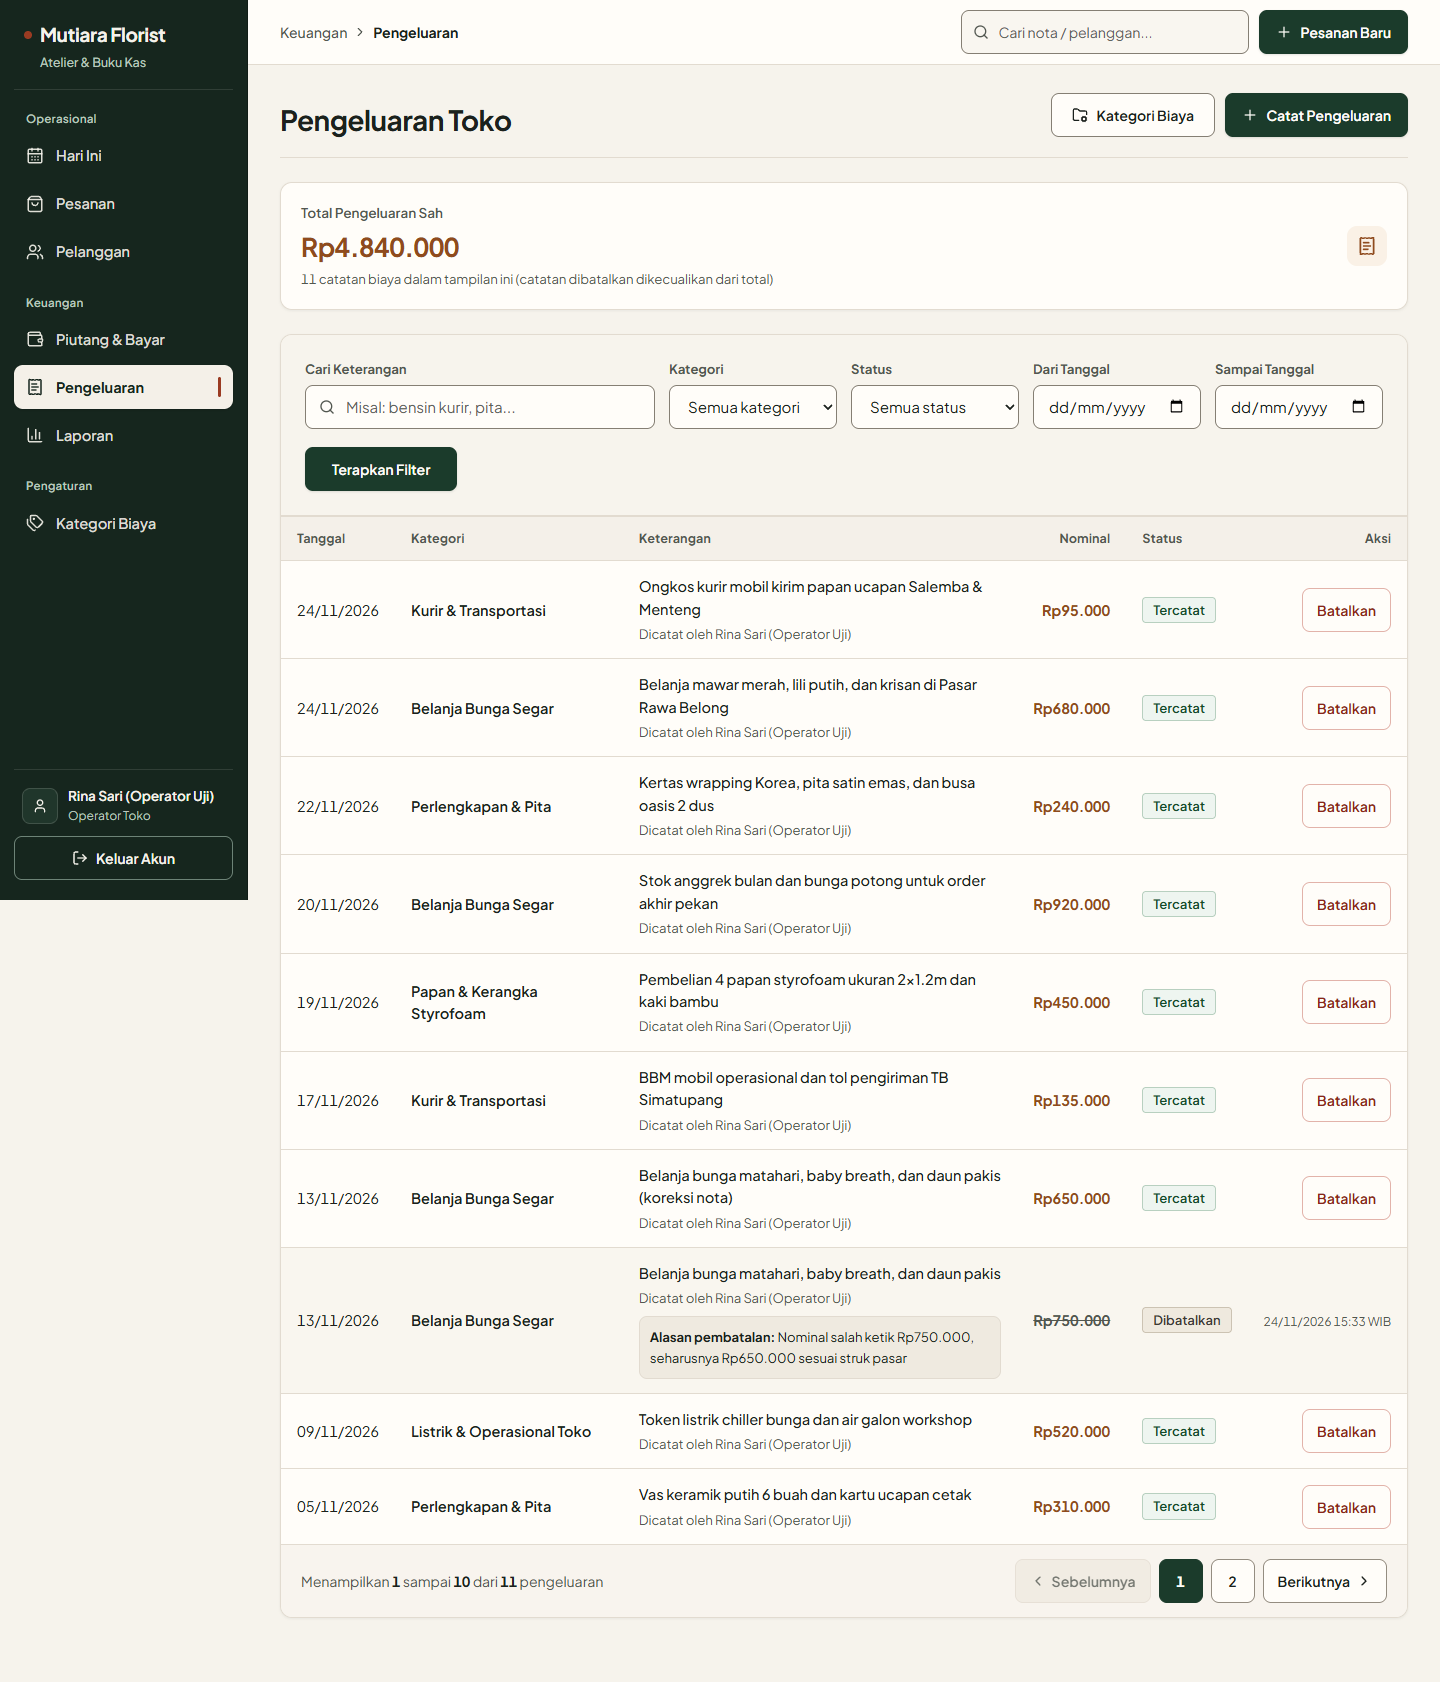 Mutiara Florist
Atelier & Buku Kas
Operasional
Hari Ini
Pesanan
Pelanggan
Keuangan
Piutang & Bayar
Pengeluaran
Laporan
Pengaturan
Kategori Biaya
Rina Sari (Operator Uji)
Operator Toko
Keluar Akun
Keuangan > Pengeluaran
Cari nota / pelanggan...
+ Pesanan Baru
Pengeluaran Toko
Kategori Biaya
+ Catat Pengeluaran
Total Pengeluaran Sah
Rp4.840.000
11 catatan biaya dalam tampilan ini (catatan dibatalkan dikecualikan dari total)
Cari Keterangan
Misal: bensin kurir, pita...
Kategori
Semua kategori
Status
Semua status
Dari Tanggal
dd/mm/yyyy
Sampai Tanggal
dd/mm/yyyy
Terapkan Filter
Tanggal Kategori Keterangan Nominal Status Aksi
24/11/2026 Kurir & Transportasi
Ongkos kurir mobil kirim papan ucapan Salemba &
Menteng
Dicatat oleh Rina Sari (Operator Uji)
Rp95.000 Tercatat Batalkan
24/11/2026 Belanja Bunga Segar
Belanja mawar merah, lili putih, dan krisan di Pasar
Rawa Belong
Dicatat oleh Rina Sari (Operator Uji)
Rp680.000 Tercatat Batalkan
22/11/2026 Perlengkapan & Pita
Kertas wrapping Korea, pita satin emas, dan busa
oasis 2 dus
Dicatat oleh Rina Sari (Operator Uji)
Rp240.000 Tercatat Batalkan
20/11/2026 Belanja Bunga Segar
Stok anggrek bulan dan bunga potong untuk order
akhir pekan
Dicatat oleh Rina Sari (Operator Uji)
Rp920.000 Tercatat Batalkan
19/11/2026 Papan & Kerangka
Styrofoam
Pembelian 4 papan styrofoam ukuran 2×1.2m dan
kaki bambu
Dicatat oleh Rina Sari (Operator Uji)
Rp450.000 Tercatat Batalkan
17/11/2026 Kurir & Transportasi
BBM mobil operasional dan tol pengiriman TB
Simatupang
Dicatat oleh Rina Sari (Operator Uji)
Rp135.000 Tercatat Batalkan
13/11/2026 Belanja Bunga Segar
Belanja bunga matahari, baby breath, dan daun pakis
(koreksi nota)
Dicatat oleh Rina Sari (Operator Uji)
Rp650.000 Tercatat Batalkan
13/11/2026 Belanja Bunga Segar
Belanja bunga matahari, baby breath, dan daun pakis
Dicatat oleh Rina Sari (Operator Uji)
Alasan pembatalan: Nominal salah ketik Rp750.000,
seharusnya Rp650.000 sesuai struk pasar
Rp750.000 Dibatalkan 24/11/2026 15:33 WIB
09/11/2026 Listrik & Operasional Toko
Token listrik chiller bunga dan air galon workshop
Dicatat oleh Rina Sari (Operator Uji)
Rp520.000 Tercatat Batalkan
05/11/2026 Perlengkapan & Pita
Vas keramik putih 6 buah dan kartu ucapan cetak
Dicatat oleh Rina Sari (Operator Uji)
Rp310.000 Tercatat Batalkan
Menampilkan 1 sampai 10 dari 11 pengeluaran
Sebelumnya 1 2 Berikutnya